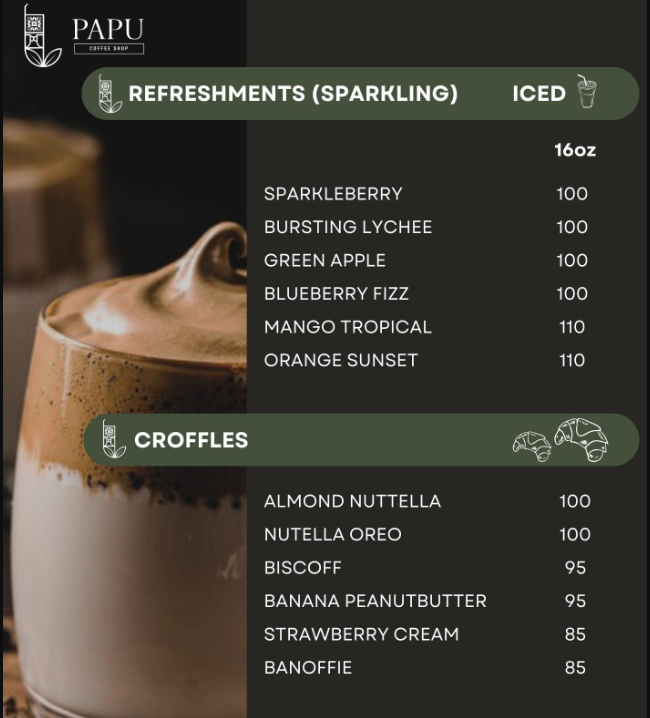 PAPU
COFFEE SHOP
REFRESHMENTS (SPARKLING) ICED
16oz
SPARKLEBERRY 100
BURSTING LYCHEE 100
GREEN APPLE 100
BLUEBERRY FIZZ 100
MANGO TROPICAL 110
ORANGE SUNSET 110
CROFFLES
ALMOND NUTTELLA 100
NUTELLA OREO 100
BISCOFF 95
BANANA PEANUTBUTTER 95
STRAWBERRY CREAM 85
BANOFFIE 85